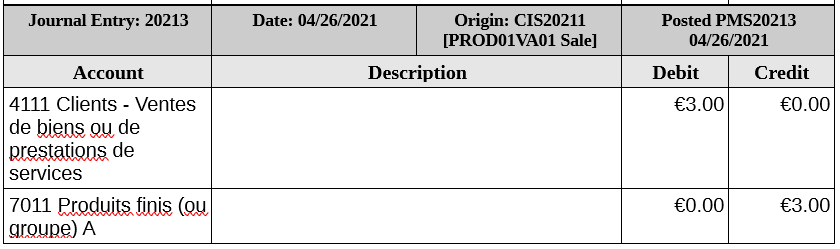 Journal Entry: 20213 Date: 04/26/2021 Origin: CIS20211 Posted PMS20213
[PROD01VA01 Sale] 04/26/2021
Account Description Debit Credit
4111 Clients - Ventes €3.00 €0.00
de biens ou de
prestations de
services
7011 Produits finis (ou €0.00 €3.00
groupe) A